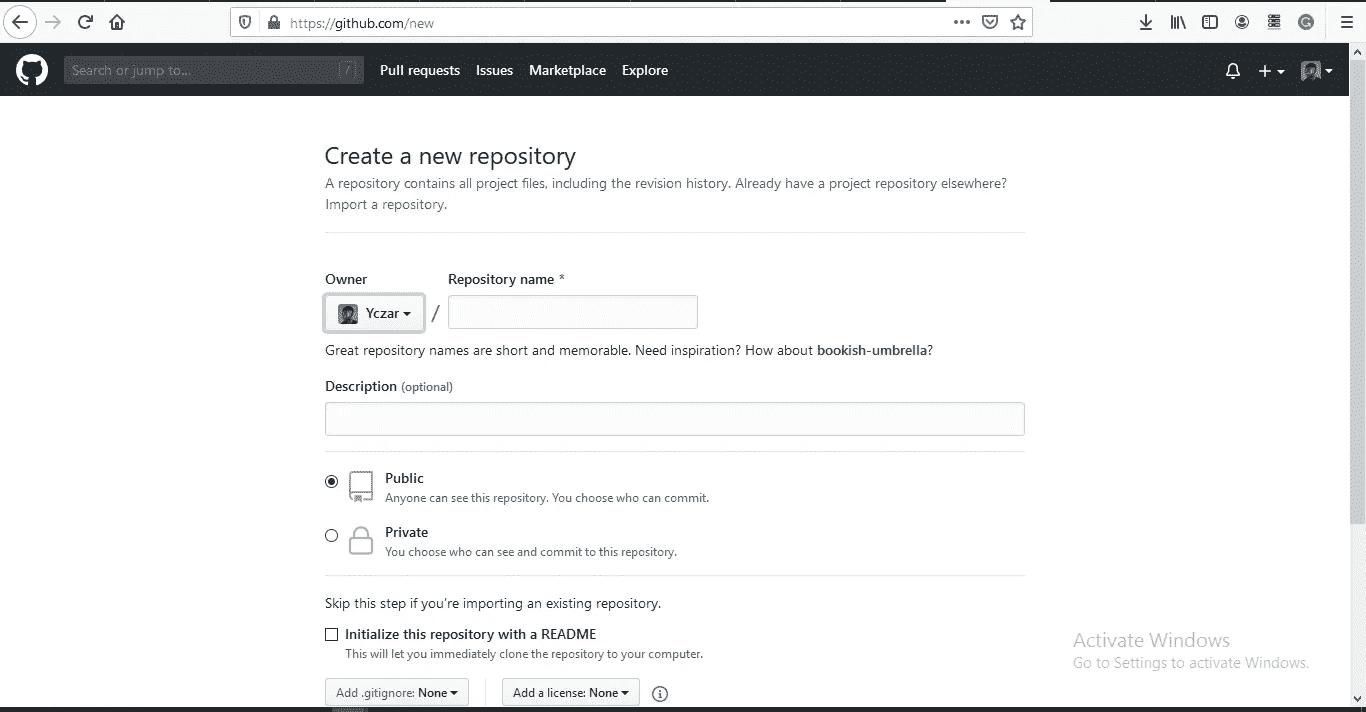 https://github.com/new
Search or jump to... /
Pull requests Issues Marketplace Explore
Create a new repository
A repository contains all project files, including the revision history. Already have a project repository elsewhere?
Import a repository.
Owner Repository name *
Yczar /
Great repository names are short and memorable. Need inspiration? How about bookish-umbrella?
Description (optional)
Public
Anyone can see this repository. You choose who can commit.
Private
You choose who can see and commit to this repository.
Skip this step if you're importing an existing repository.
Initialize this repository with a README
This will let you immediately clone the repository to your computer.
Add .gitignore: None Add a license: None
Activate Windows
Go to Settings to activate Windows.